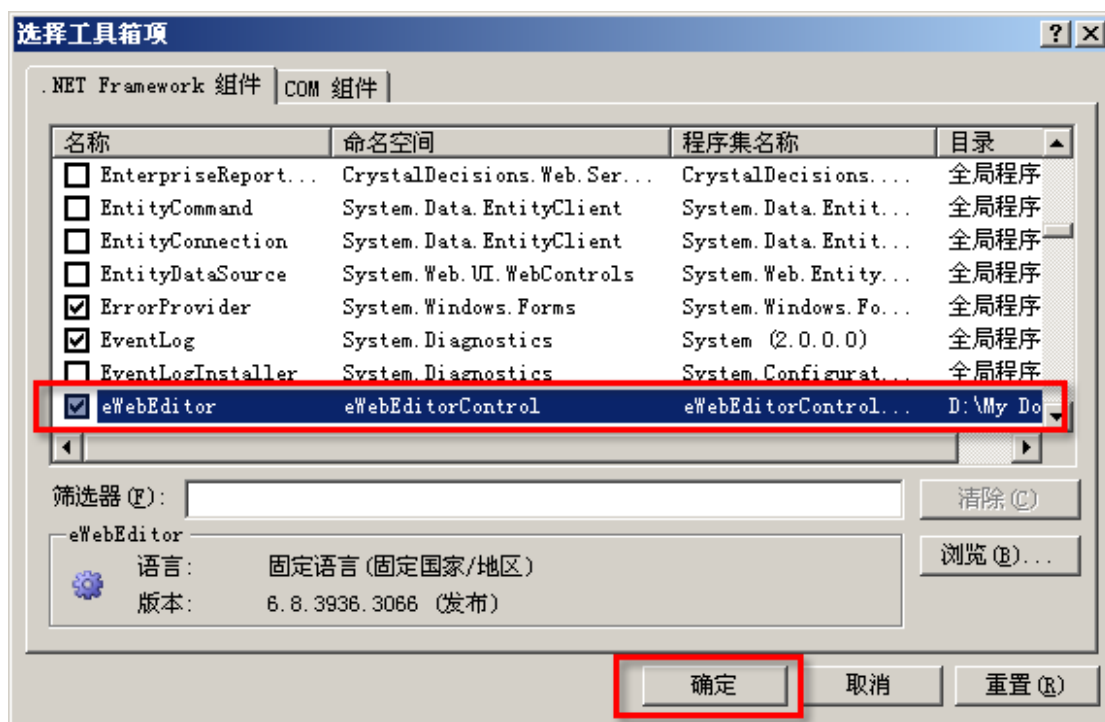 选择工具箱项
.NET Framework 组件 COM 组件
名称 命名空间 程序集名称 目录
EnterpriseReport... CrystalDecisions.Web.Ser... CrystalDecisions.... 全局程序
EntityCommand System.Data.EntityClient System.Data.Entit... 全局程序
EntityConnection System.Data.EntityClient System.Data.Entit... 全局程序
EntityDataSource System.Web.UI.WebControls System.Web.Entity... 全局程序
ErrorProvider System.Windows.Forms System.Windows.Fo... 全局程序
EventLog System.Diagnostics System (2.0.0.0) 全局程序
EventLogInstaller System.Diagnostics System.Configurat... 全局程序
eWebEditor eWebEditorControl eWebEditorControl... D:\My Do
筛选器(F): 清除(C)
eWebEditor
语言: 固定语言(固定国家/地区) 浏览(B)...
版本: 6.8.3936.3066 (发布)
确定 取消 重置(R)